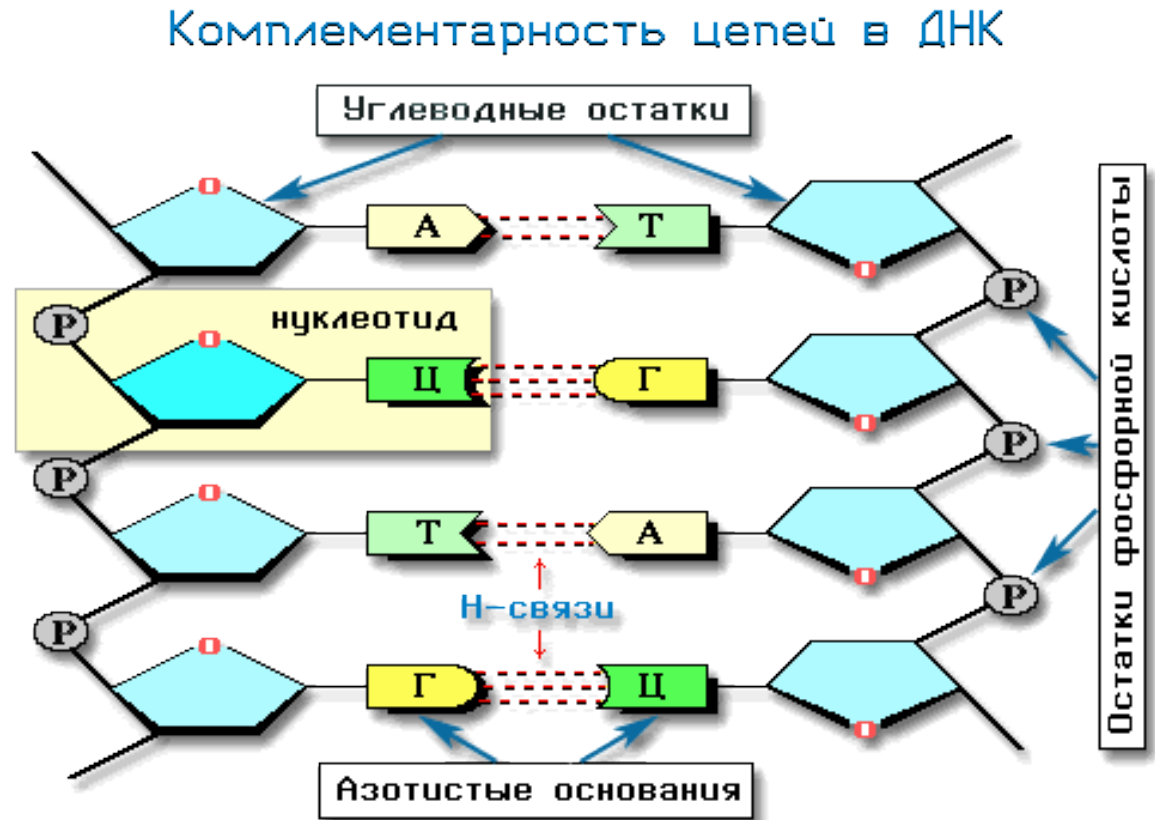 Комплементарность цепей в ДНК
Углеводные остатки
O
O
А
Т
P
P
нуклеотид
O
Ц
Г
O
P
P
O
Т
А
O
Н-связи
P
P
O
Г
Ц
O
Азотистые основания
Остатки фосфорной кислоты